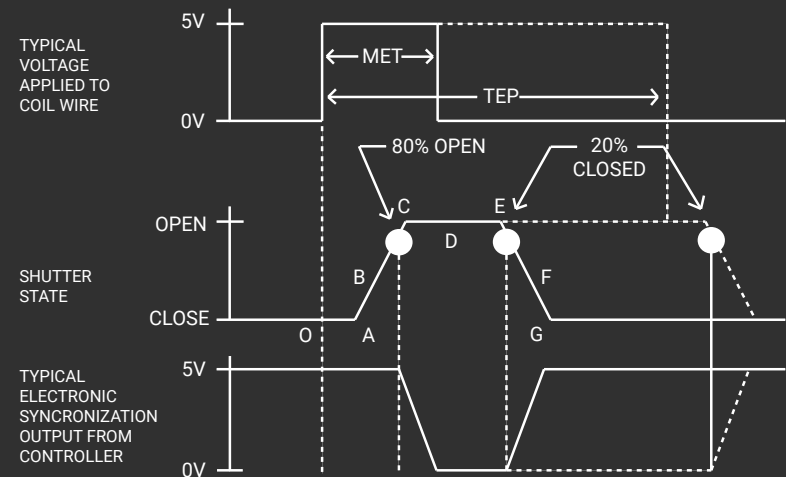 TYPICAL
VOLTAGE
APPLIED TO
COIL WIRE
5V
0V
MET
TEP
80% OPEN
20%
CLOSED
SHUTTER
STATE
OPEN
CLOSE
O
A
B
C
D
E
F
G
TYPICAL
ELECTRONIC
SYNCRONIZATION
OUTPUT FROM
CONTROLLER
5V
0V